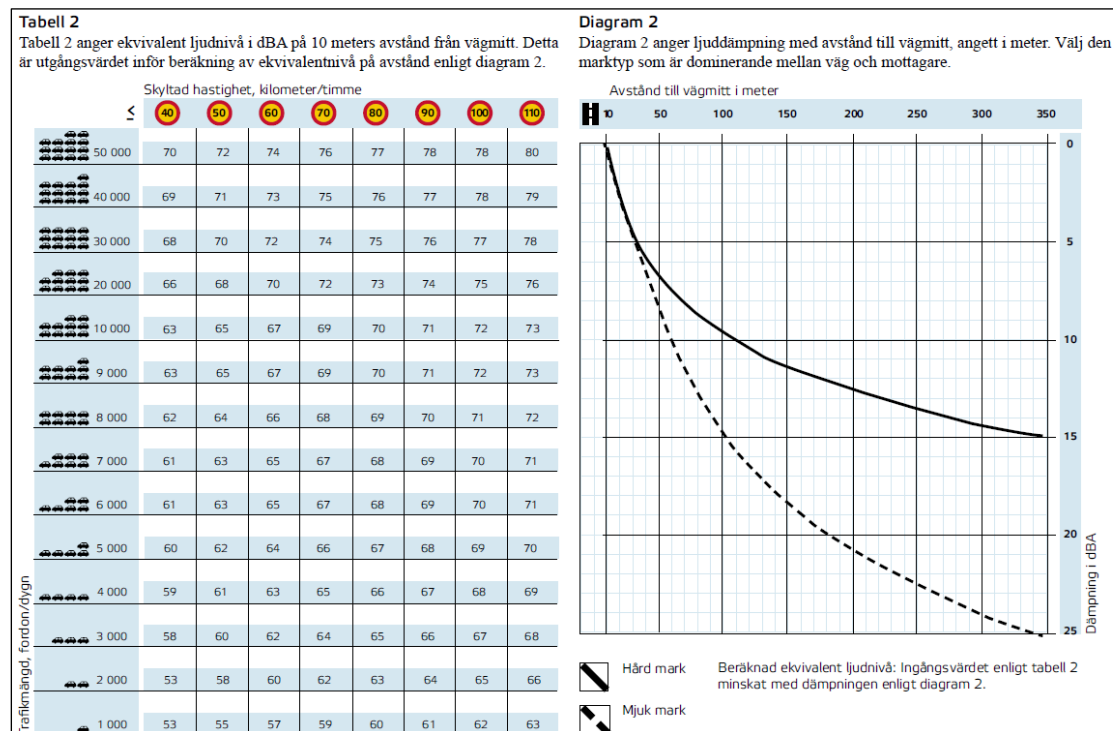 Tabell 2
Tabell 2 anger ekvivalent ljudnivå i dBA på 10 meters avstånd från vägmitt. Detta
är utgångsvärdet inför beräkning av ekvivalentnivå på avstånd enligt diagram 2.
Skyltad hastighet, kilometer/timme
≤ 40 50 60 70 80 90 100 110
50 000 70 72 74 76 77 78 78 80
40 000 69 71 73 75 76 77 78 79
30 000 68 70 72 74 75 76 77 78
20 000 66 68 70 72 73 74 75 76
10 000 63 65 67 69 70 71 72 73
9 000 63 65 67 69 70 71 72 73
8 000 62 64 66 68 69 70 71 72
7 000 61 63 65 67 68 69 70 71
6 000 61 63 65 67 68 69 70 71
5 000 60 62 64 66 67 68 69 70
4 000 59 61 63 65 66 67 68 69
3 000 58 60 62 64 65 66 67 68
2 000 53 58 60 62 63 64 65 66
1 000 53 55 57 59 60 61 62 63
Trafikmängd, fordon/dygn
Diagram 2
Diagram 2 anger ljuddämpning med avstånd till vägmitt, angett i meter. Välj den
marktyp som är dominerande mellan väg och mottagare.
Avstånd till vägmitt i meter
10 50 100 150 200 250 300 350
0
5
10
15
20
25
Dämpning i dBA
Hård mark
Mjuk mark
Beräknad ekvivalent ljudnivå: Ingångsvärdet enligt tabell 2
minskat med dämpningen enligt diagram 2.